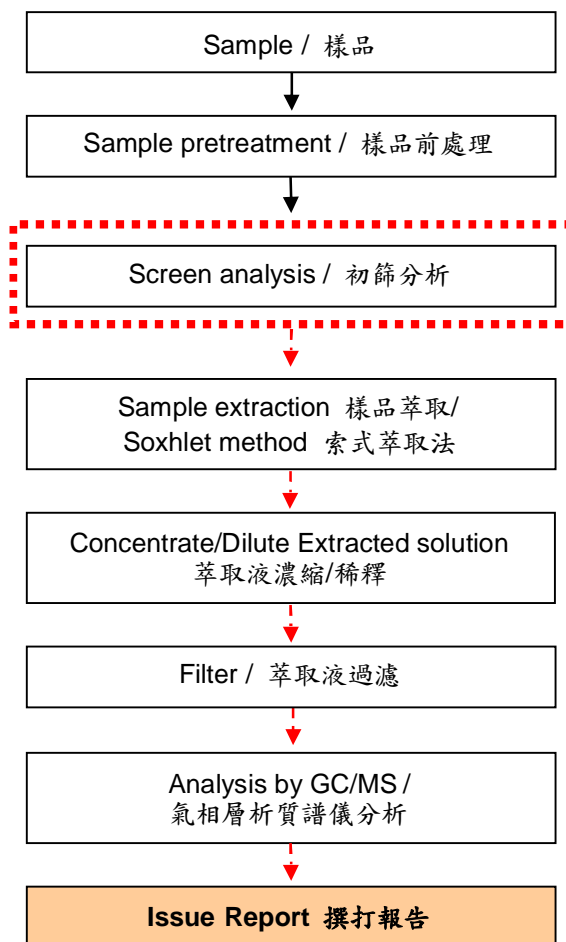 Sample / 樣品
Sample pretreatment / 樣品前處理
Screen analysis / 初篩分析
Sample extraction 樣品萃取/
Soxhlet method 索式萃取法
Concentrate/Dilute Extracted solution
萃取液濃縮/稀釋
Filter / 萃取液過濾
Analysis by GC/MS /
氣相層析質譜儀分析
Issue Report 撰打報告